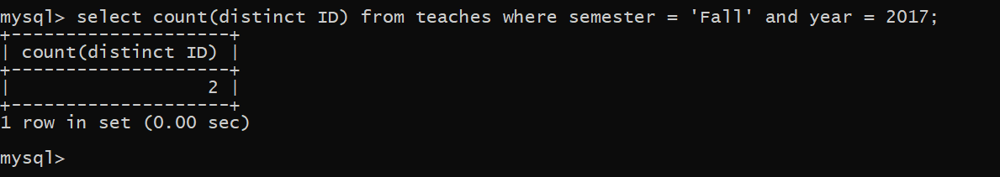 mysql> select count(distinct ID) from teaches where semester = 'Fall' and year = 2017;
+--------------------+
| count(distinct ID) |
+--------------------+
|                  2 |
+--------------------+
1 row in set (0.00 sec)
mysql>